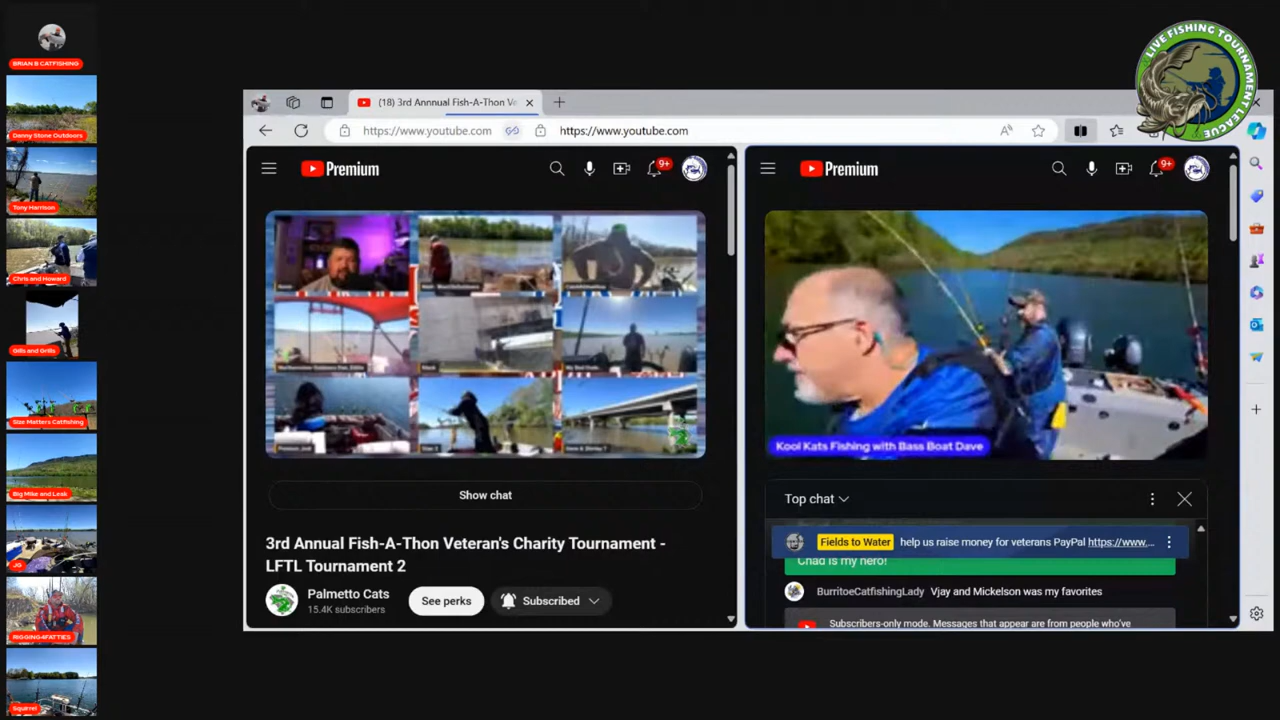 BRIAN B CATFISHING
Danny Stone Outdoors
Tony Harrison
Chris and Howard
Gills and Grills
Size Matters Catfishing
Big Mike and Leak
JG
RIGGING4FATTIES
Squirrel
LIVE FISHING TOURNAMENT LEAGUE
(18) 3rd Annnual Fish-A-Thon Ve
https://www.youtube.com
https://www.youtube.com
Premium
9+
Premium
9+
Show chat
3rd Annual Fish-A-Thon Veteran's Charity Tournament -
LFTL Tournament 2
Palmetto Cats
15.4K subscribers
See perks
Subscribed
Kool Kats Fishing with Bass Boat Dave
Top chat
Fields to Water help us raise money for veterans PayPal https://www....
Chad is my hero!
BurritoeCatfishingLady Vjay and Mickelson was my favorites
Subscribers-only mode. Messages that appear are from people who've